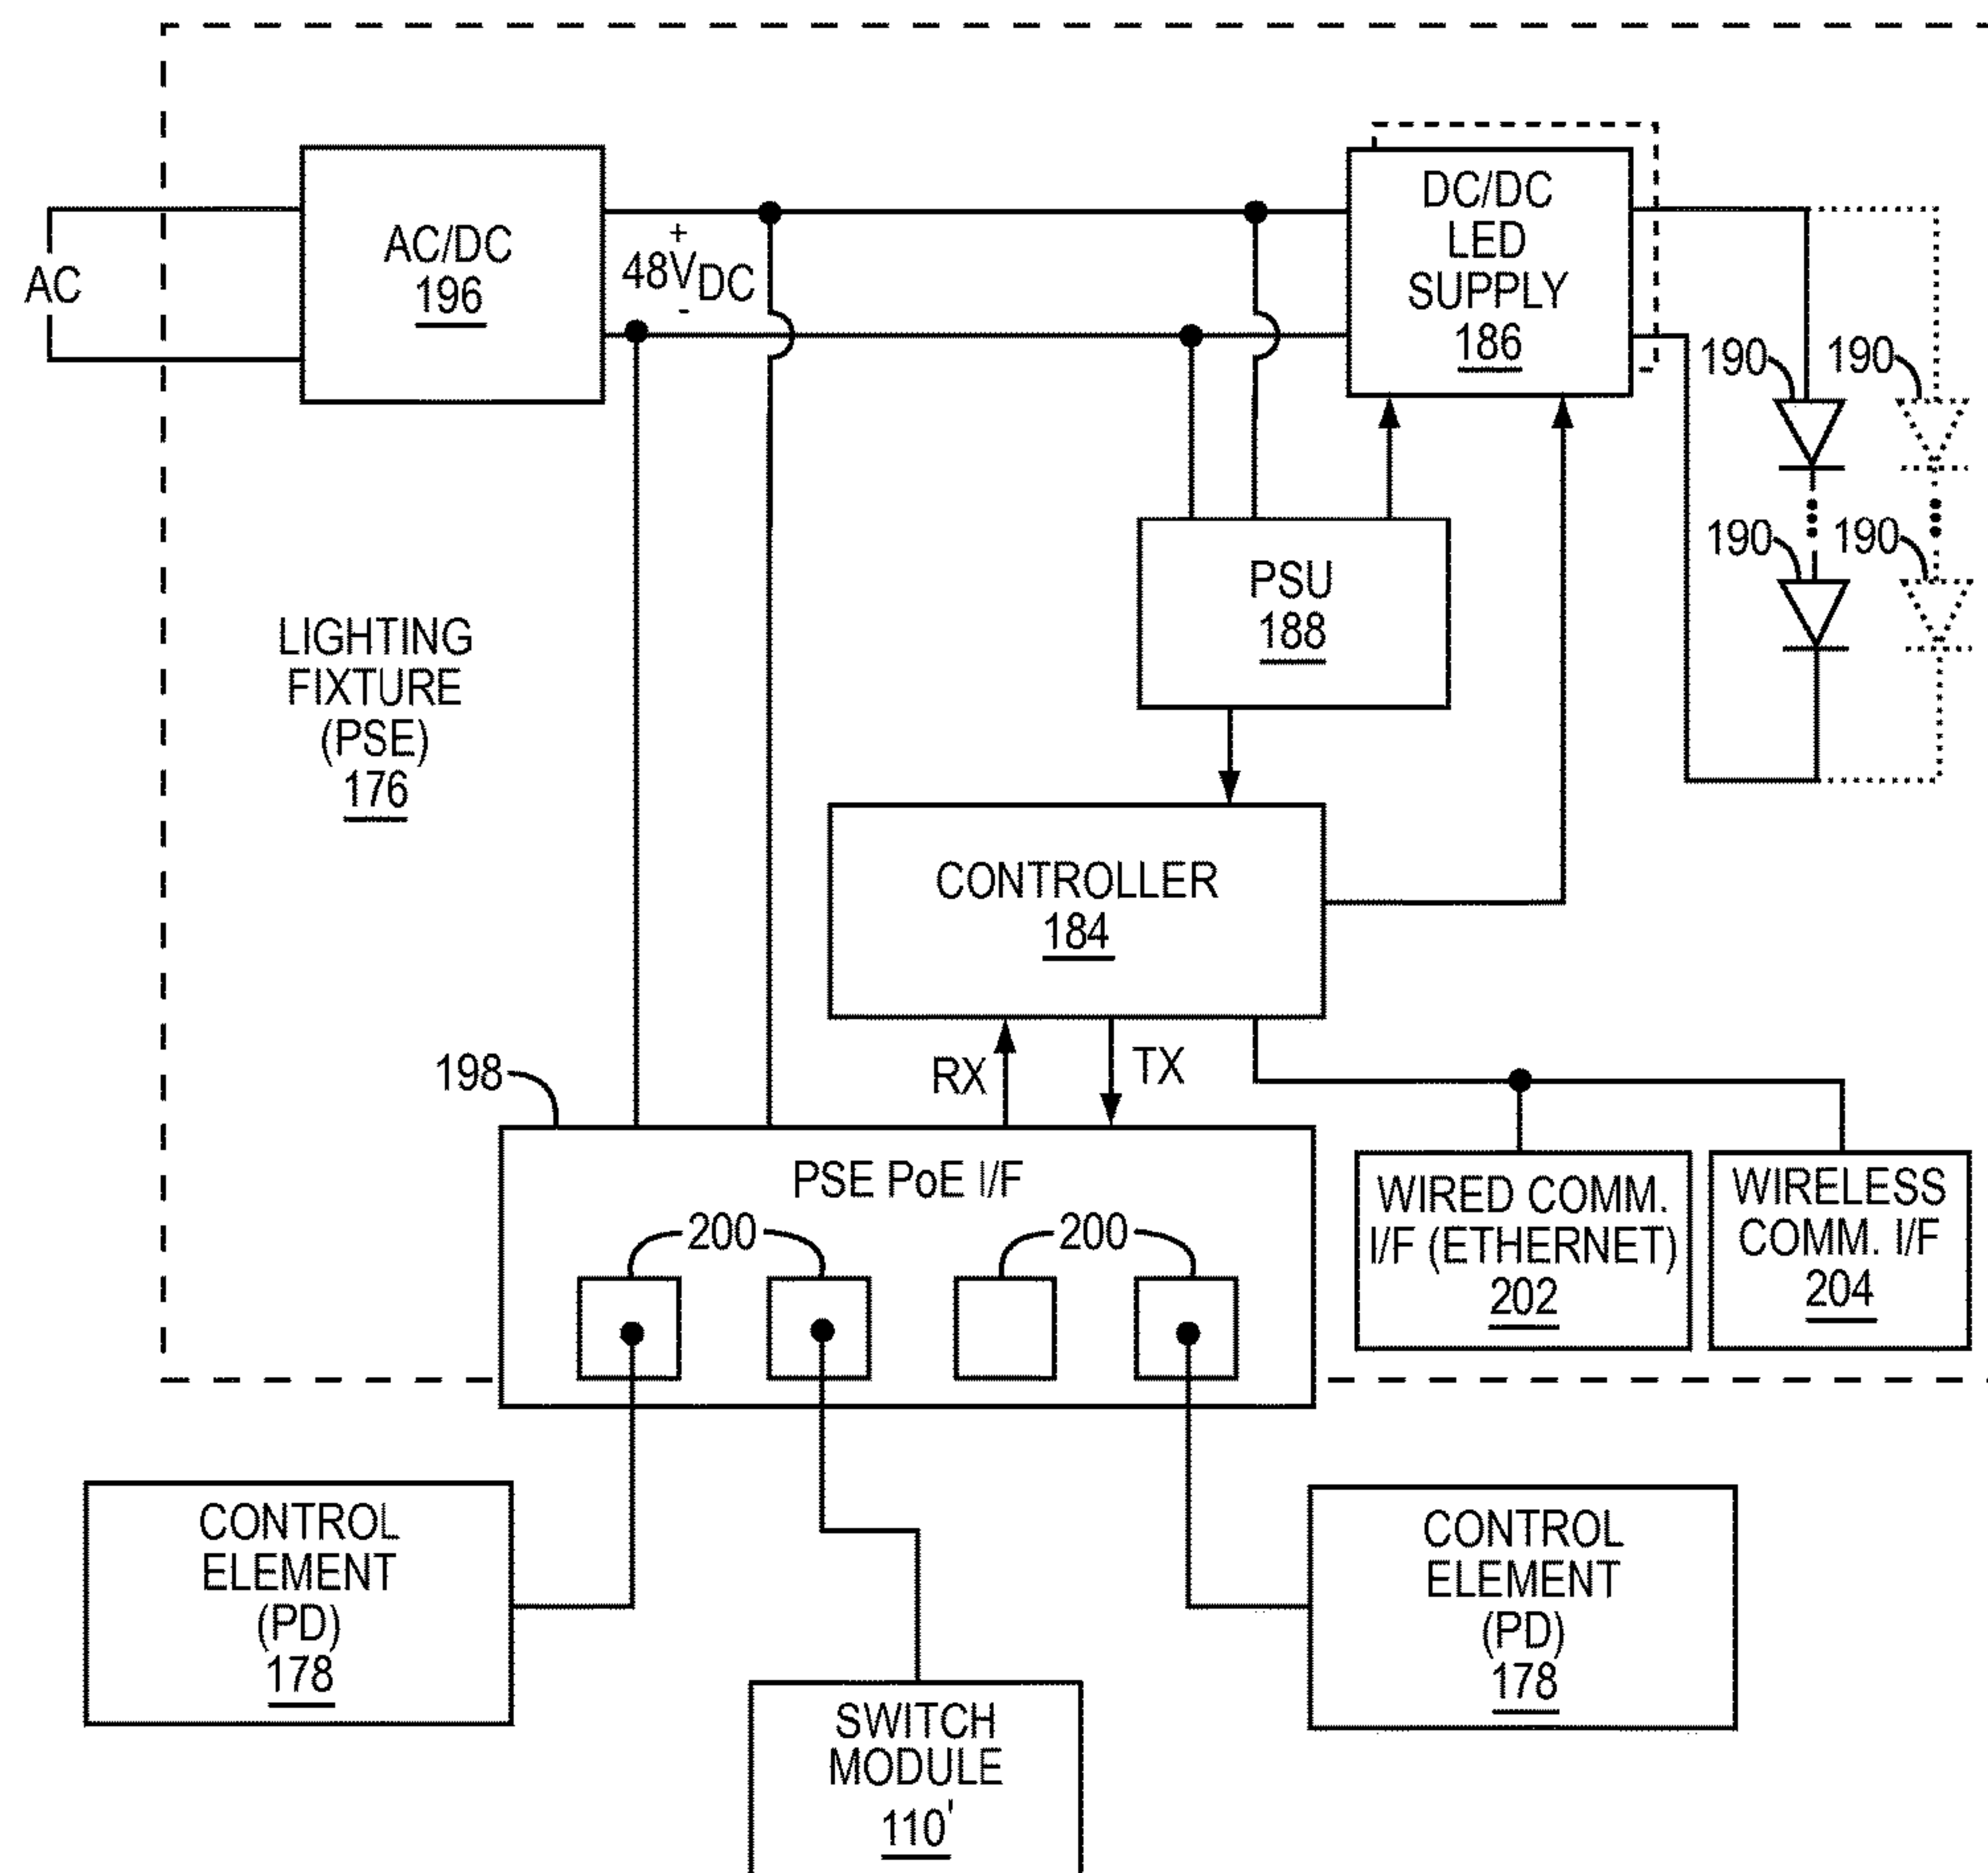 AC
AC/DC
196
+
48VDC
-
DC/DC
LED
SUPPLY
186
190
190
190
190
PSU
188
LIGHTING
FIXTURE
(PSE)
176
CONTROLLER
184
198
RX
TX
PSE PoE I/F
200
200
WIRED COMM.
I/F (ETHERNET)
202
WIRELESS
COMM. I/F
204
CONTROL
ELEMENT
(PD)
178
SWITCH
MODULE
110'
CONTROL
ELEMENT
(PD)
178